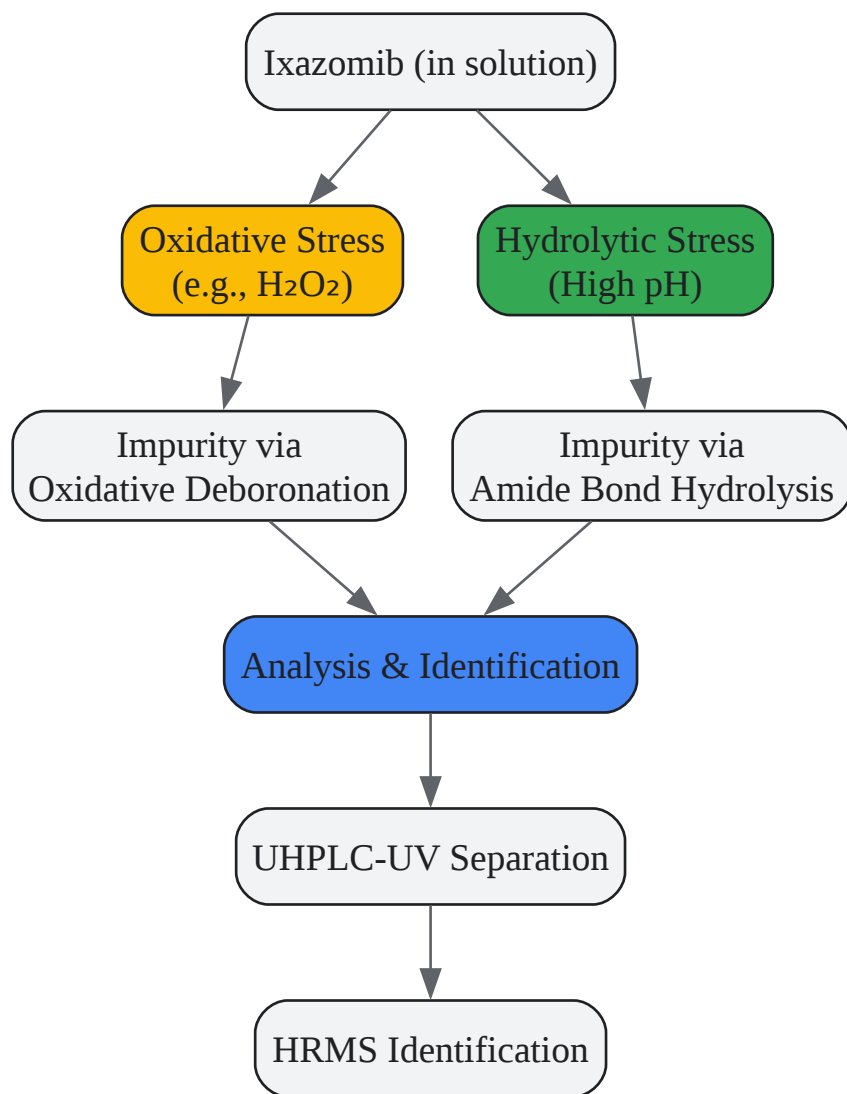 Ixazomib (in solution)
Oxidative Stress
(e.g., H₂O₂)
Hydrolytic Stress
(High pH)
Impurity via
Oxidative Deboronation
Impurity via
Amide Bond Hydrolysis
Analysis & Identification
UHPLC-UV Separation
HRMS Identification